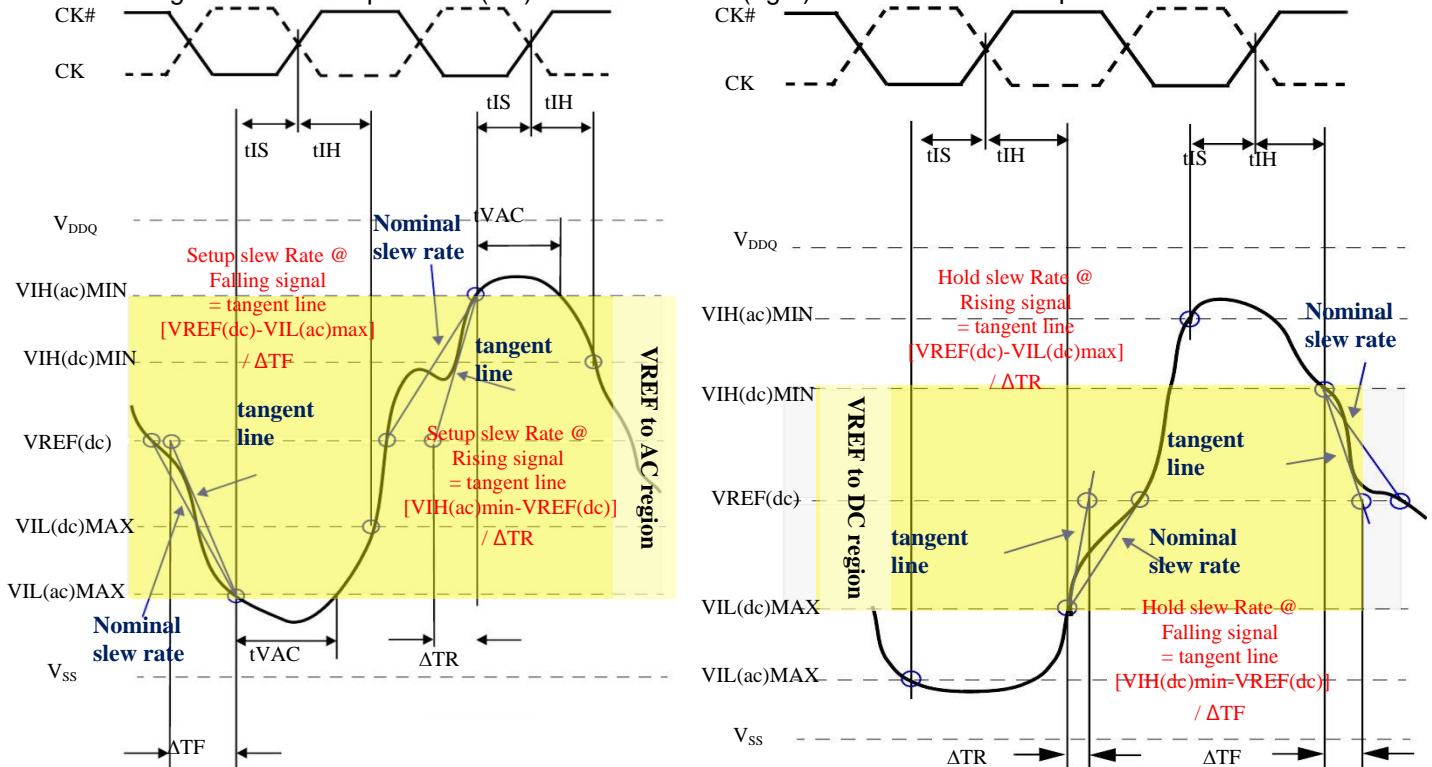 CK#
CK
tIS
tIH
tIS
tIH
VDDQ
Nominal
slew rate
tVAC
Setup slew Rate @
Falling signal
= tangent line
[VREF(dc)-VIL(ac)max]
/ ΔTF
VIH(ac)MIN
VIH(dc)MIN
tangent
line
tangent
line
VREF(dc)
Setup slew Rate @
Rising signal
= tangent line
[VIH(ac)min-VREF(dc)]
/ ΔTR
VREF to AC region
VIL(dc)MAX
VIL(ac)MAX
Nominal
slew rate
tVAC
ΔTR
VSS
ΔTF
CK#
CK
tIS
tIH
tIS
tIH
VDDQ
Hold slew Rate @
Rising signal
= tangent line
[VREF(dc)-VIL(dc)max]
/ ΔTR
VIH(ac)MIN
Nominal
slew rate
VIH(dc)MIN
VREF to DC region
tangent
line
VREF(dc)
tangent
line
Nominal
slew rate
VIL(dc)MAX
Hold slew Rate @
Falling signal
= tangent line
[VIH(dc)min-VREF(dc)]
/ ΔTF
VIL(ac)MAX
VSS
ΔTR
ΔTF